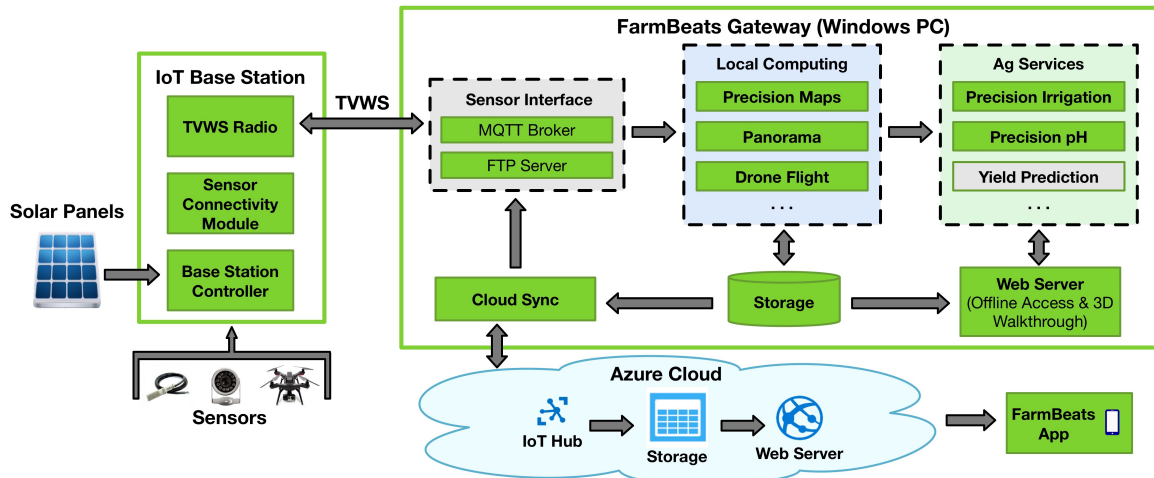 FarmBeats Gateway (Windows PC)
IoT Base Station
TVWS Radio
Sensor
Connectivity
Module
Base Station
Controller
Solar Panels
Sensors
TVWS
Sensor Interface
MQTT Broker
FTP Server
Local Computing
Precision Maps
Panorama
Drone Flight
...
Ag Services
Precision Irrigation
Precision pH
Yield Prediction
...
Cloud Sync
Storage
Web Server
(Offline Access & 3D
Walkthrough)
Azure Cloud
IoT Hub
Storage
Web Server
FarmBeats
App